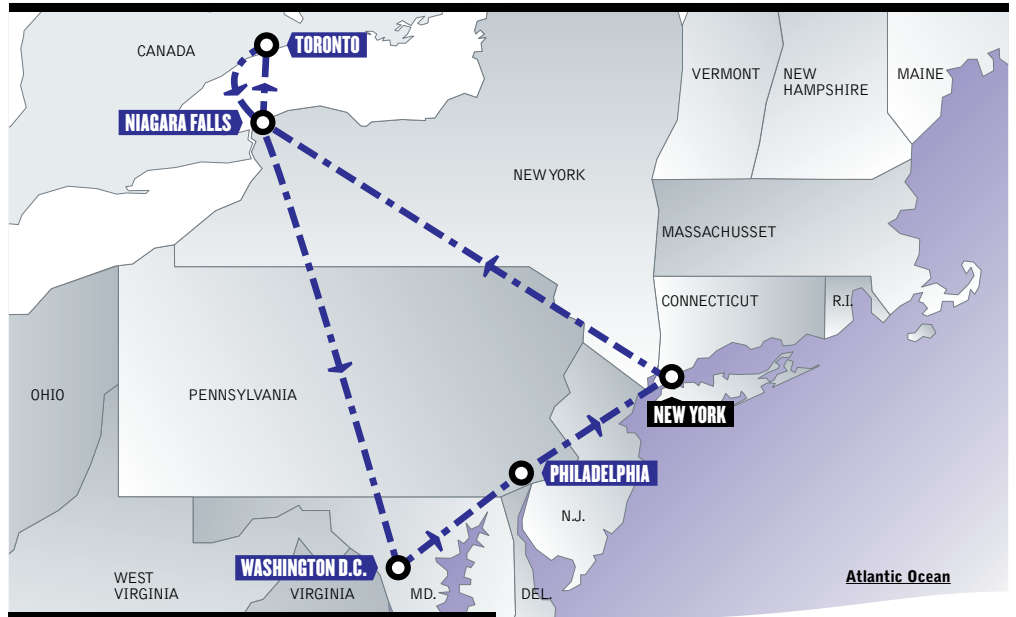 TORONTO
CANADA
VERMONT
NEW
HAMPSHIRE
MAINE
NIAGARA FALLS
NEW YORK
MASSACHUSSET
CONNECTICUT
R.I.
OHIO
PENNSYLVANIA
NEW YORK
PHILADELPHIA
N.J.
WASHINGTON D.C.
WEST
VIRGINIA
VIRGINIA
MD.
DEL.
Atlantic Ocean